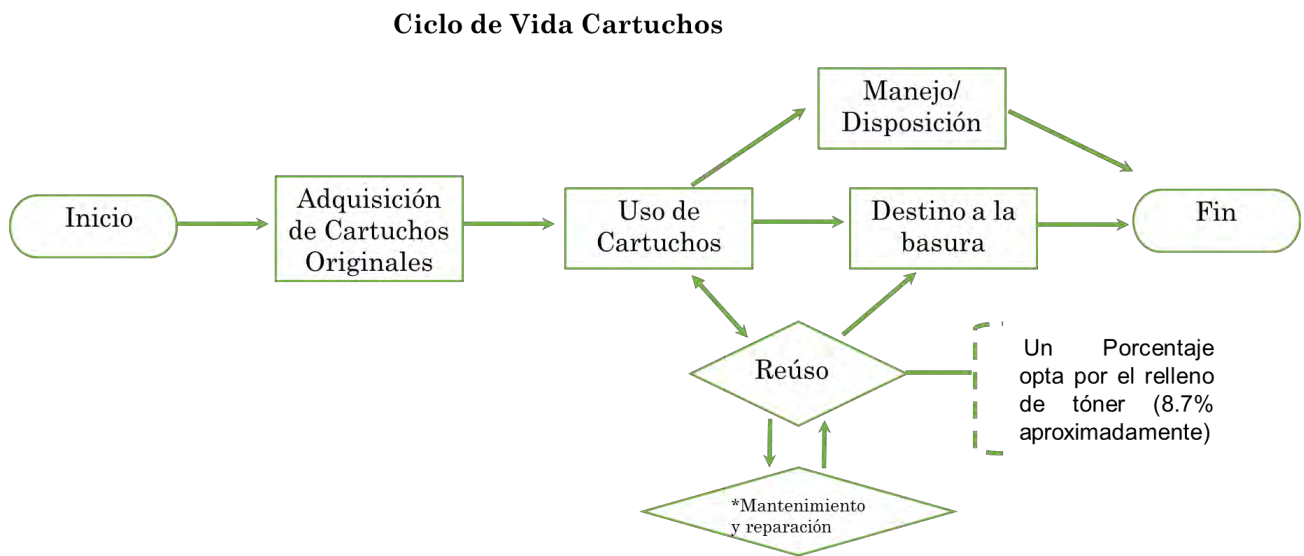 Ciclo de Vida Cartuchos
Manejo/
Disposición
Inicio
Adquisición
de Cartuchos
Originales
Uso de
Cartuchos
Destino a la
basura
Fin
Reúso
Un Porcentaje
opta por el relleno
de tóner (8.7%
aproximadamente)
*Mantenimiento
y reparación